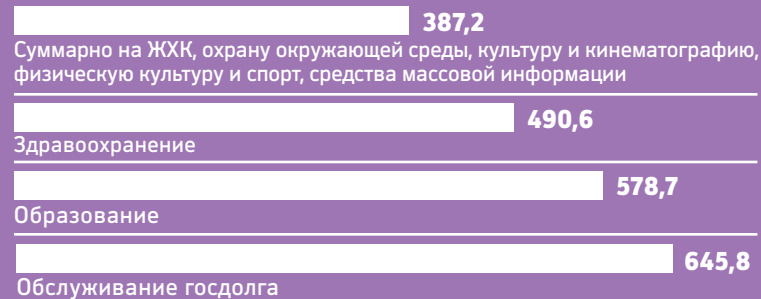 387,2
Суммарно на ЖХК, охрану окружающей среды, культуру и кинематографию,
физическую культуру и спорт, средства массовой информации
490,6
Здравоохранение
578,7
Образование
645,8
Обслуживание госдолга